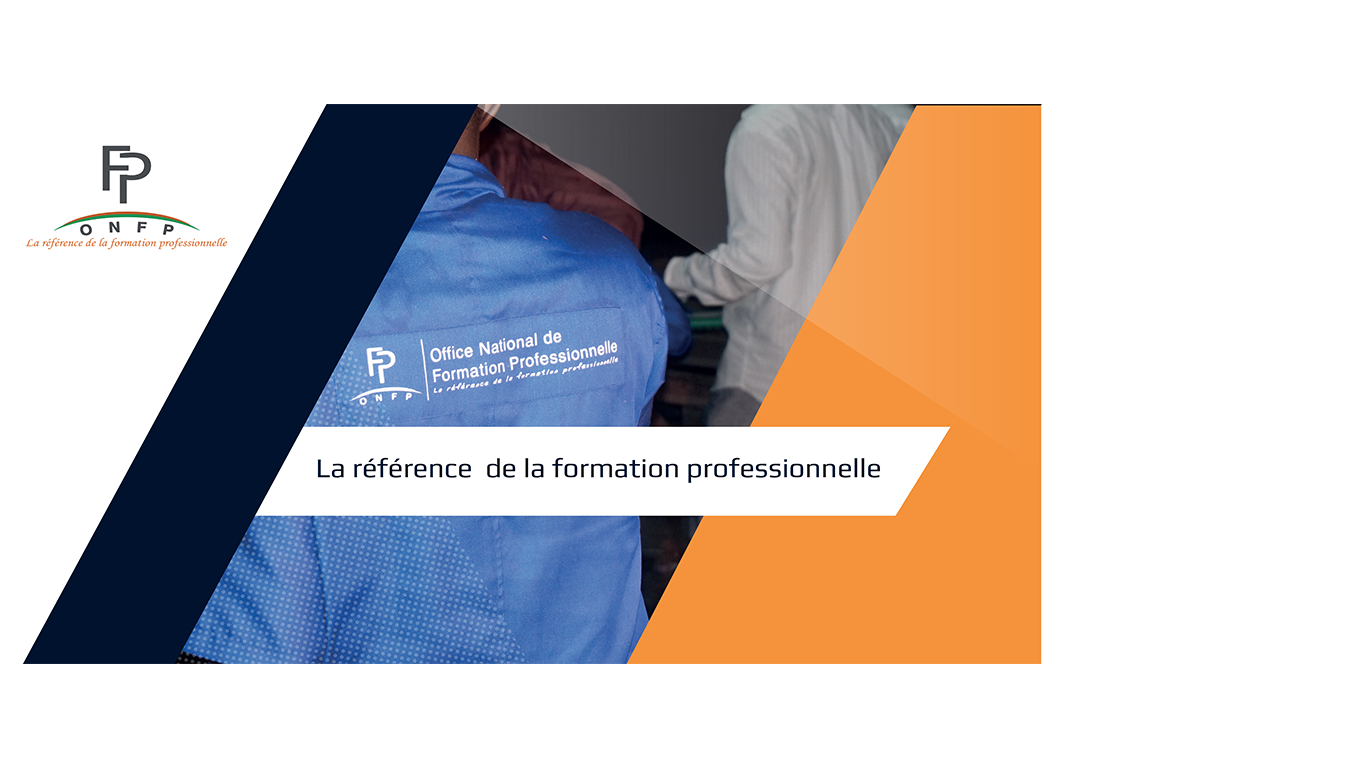 FP
ONFP
La référence de la formation professionnelle
FP
ONFP
Office National de
Formation Professionnelle
La référence de la formation professionnelle
La référence de la formation professionnelle